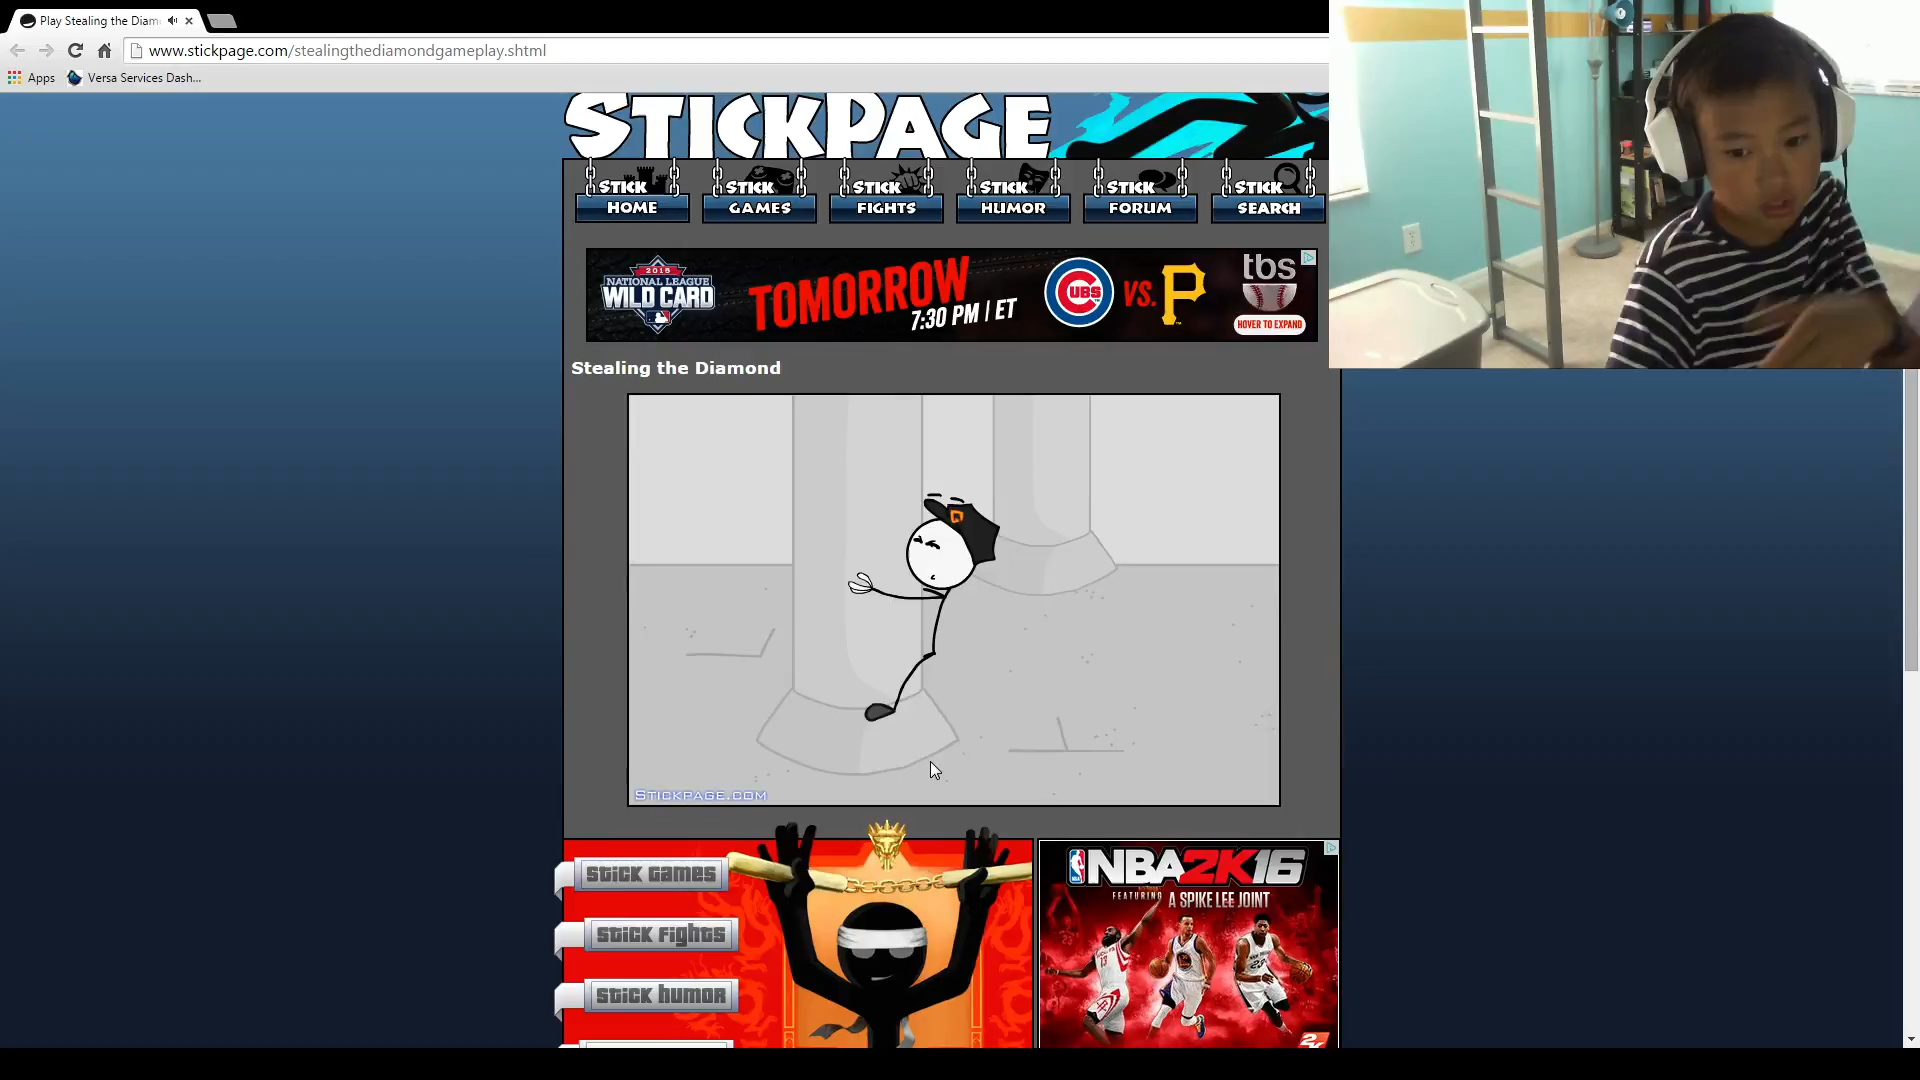 Play Stealing the Diam
www.stickpage.com/stealingthediamondgameplay.shtml
Apps
Versa Services Dash...
STICKPAGE
STICK HOME
STICK GAMES
STICK FIGHTS
STICK HUMOR
STICK FORUM
STICK SEARCH
2015
NATIONAL LEAGUE
WILD CARD
TOMORROW
7:30 PM | ET
CUBS
VS.
P
tbs
HOVER TO EXPAND
Stealing the Diamond
STICKPAGE.COM
STICK GAMES
STICK FIGHTS
STICK HUMOR
NBA 2K16
FEATURING A SPIKE LEE JOINT
2K